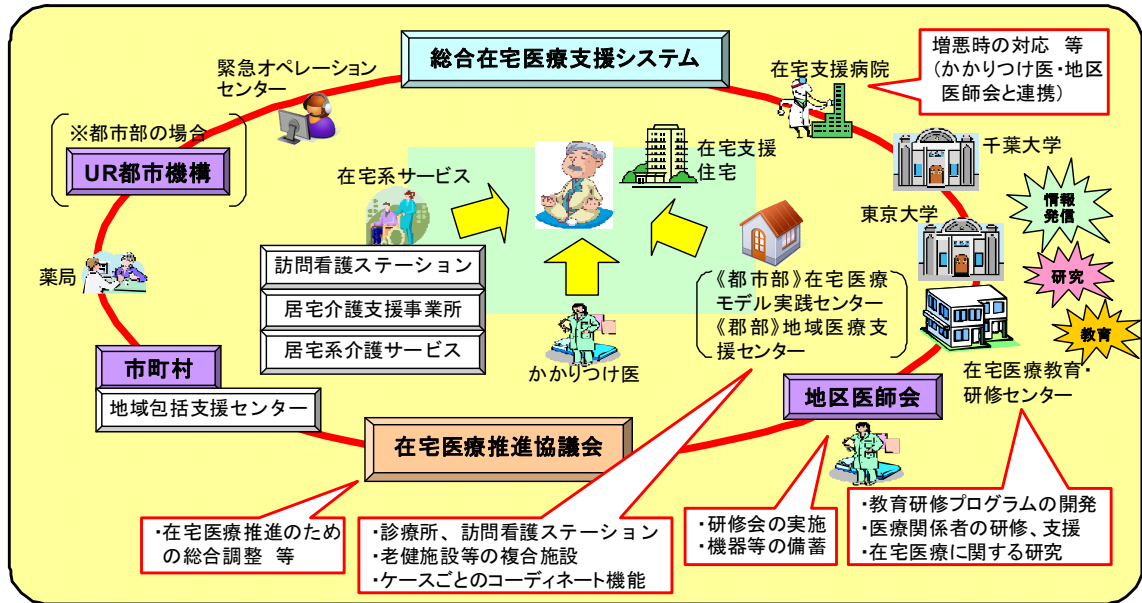 総合在宅医療支援システム
緊急オペレーション
センター
在宅支援病院
増悪時の対応 等
(かかりつけ医・地区
医師会と連携)
※都市部の場合
UR都市機構
在宅系サービス
在宅支援
住宅
千葉大学
情報
発信
東京大学
薬局
訪問看護ステーション
居宅介護支援事業所
居宅系介護サービス
《都市部》在宅医療
モデル実践センター
《郡部》地域医療支
援センター
研究
教育
市町村
地域包括支援センター
かかりつけ医
地区医師会
在宅医療教育・
研修センター
在宅医療推進協議会
・在宅医療推進のため
の総合調整 等
・診療所、訪問看護ステーション
・老健施設等の複合施設
・ケースごとのコーディネート機能
・研修会の実施
・機器等の備蓄
・教育研修プログラムの開発
・医療関係者の研修、支援
・在宅医療に関する研究